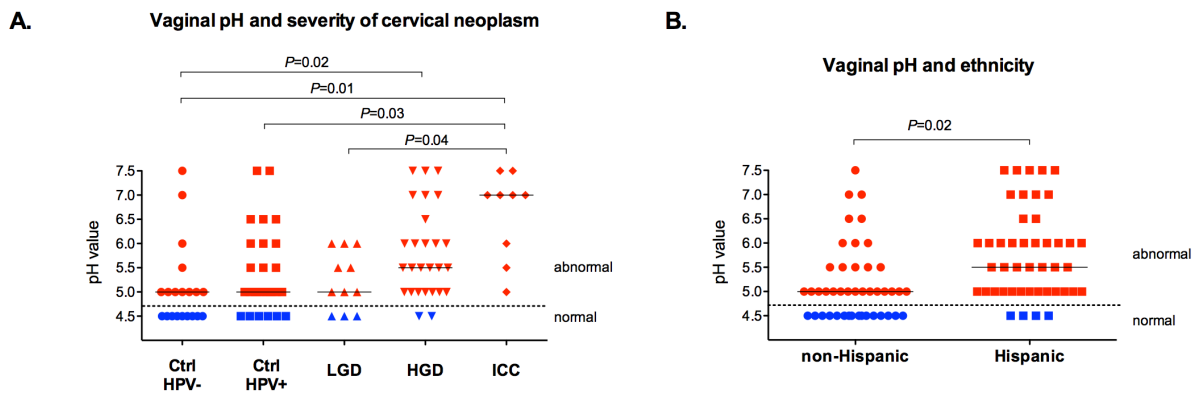 A.
Vaginal pH and severity of cervical neoplasm
P=0.02
P=0.01
P=0.03
P=0.04
pH value
7.5
7.0
6.5
6.0
5.5
5.0
4.5
abnormal
normal
Ctrl
HPV-
Ctrl
HPV+
LGD
HGD
ICC
B.
Vaginal pH and ethnicity
P=0.02
pH value
7.5
7.0
6.5
6.0
5.5
5.0
4.5
abnormal
normal
non-Hispanic
Hispanic